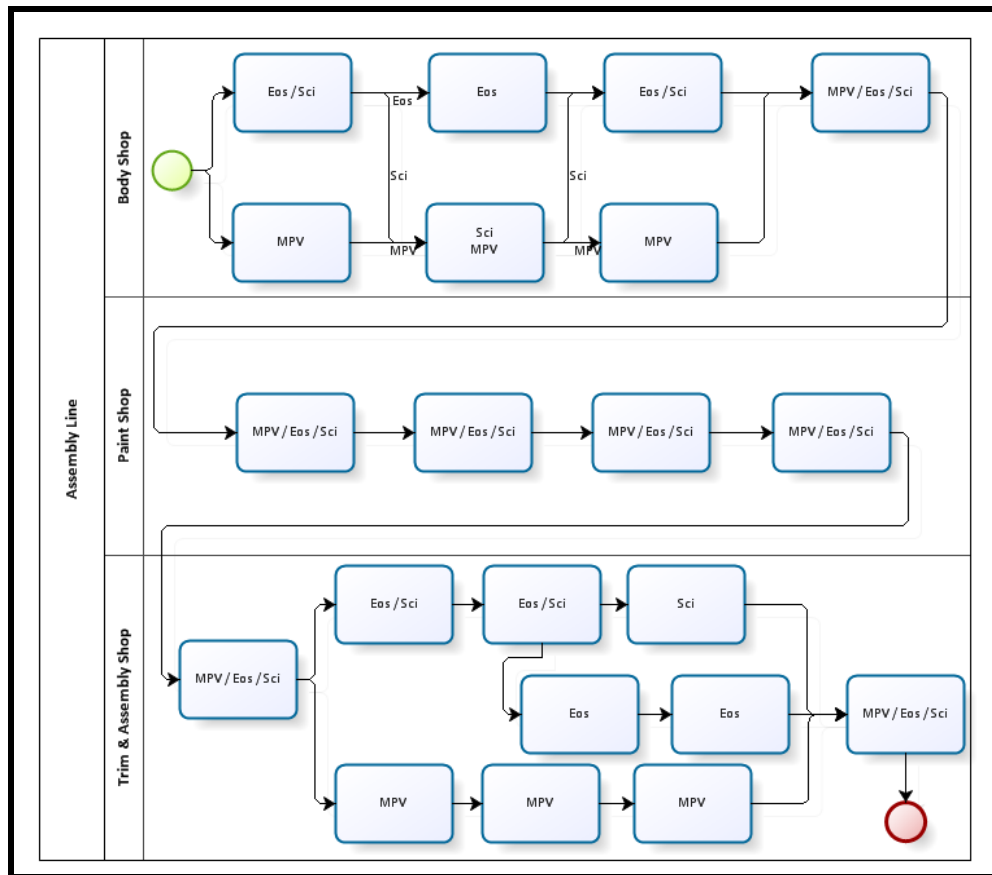 Assembly Line
Body Shop
Eos / Sci
Eos
Eos
Eos / Sci
MPV / Eos / Sci
Sci
Sci
MPV
MPV
Sci
MPV
MPV
MPV
Paint Shop
MPV / Eos / Sci
MPV / Eos / Sci
MPV / Eos / Sci
MPV / Eos / Sci
Trim & Assembly Shop
MPV / Eos / Sci
Eos / Sci
Eos / Sci
Sci
Eos
Eos
MPV / Eos / Sci
MPV
MPV
MPV